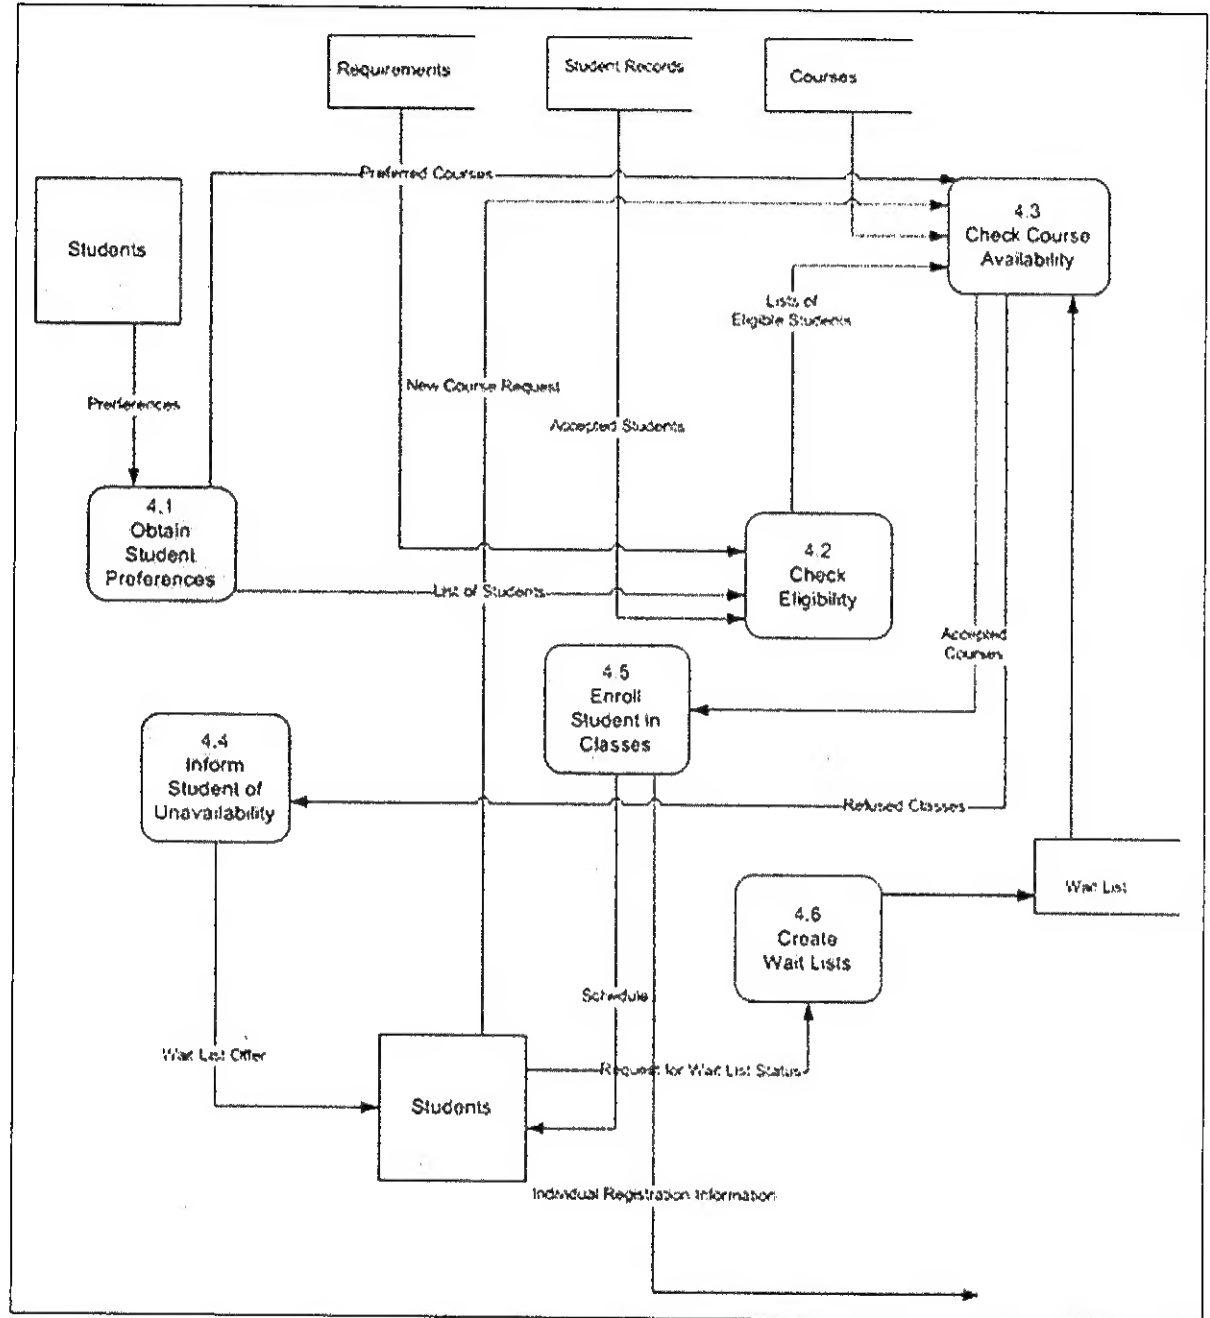 Requirements
Student Records
Courses
Preferred Courses
Students
4.3
Check Course
Availability
Lists of
Eligible Students
New Course Request
Preferences
Accepted Students
4.1
Obtain
Student
Preferences
4.2
Check
Eligibility
List of Students
Accepted
Courses
4.5
Enroll
Student in
Classes
4.4
Inform
Student of
Unavailability
Refused Classes
Wait List
4.6
Create
Wait Lists
Schedule
Wait List Offer
Request for Wait List Status
Students
Individual Registration Information